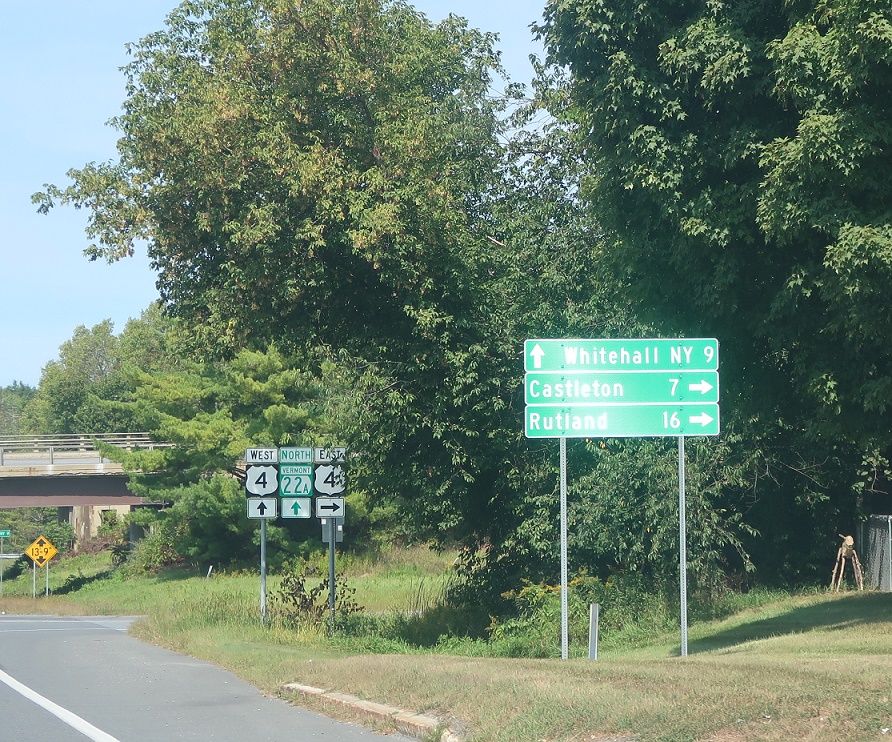 Whitehall NY 9
Castleton 7
Rutland 16
WEST NORTH EAST
VERMONT
4 22A 4
13-9"